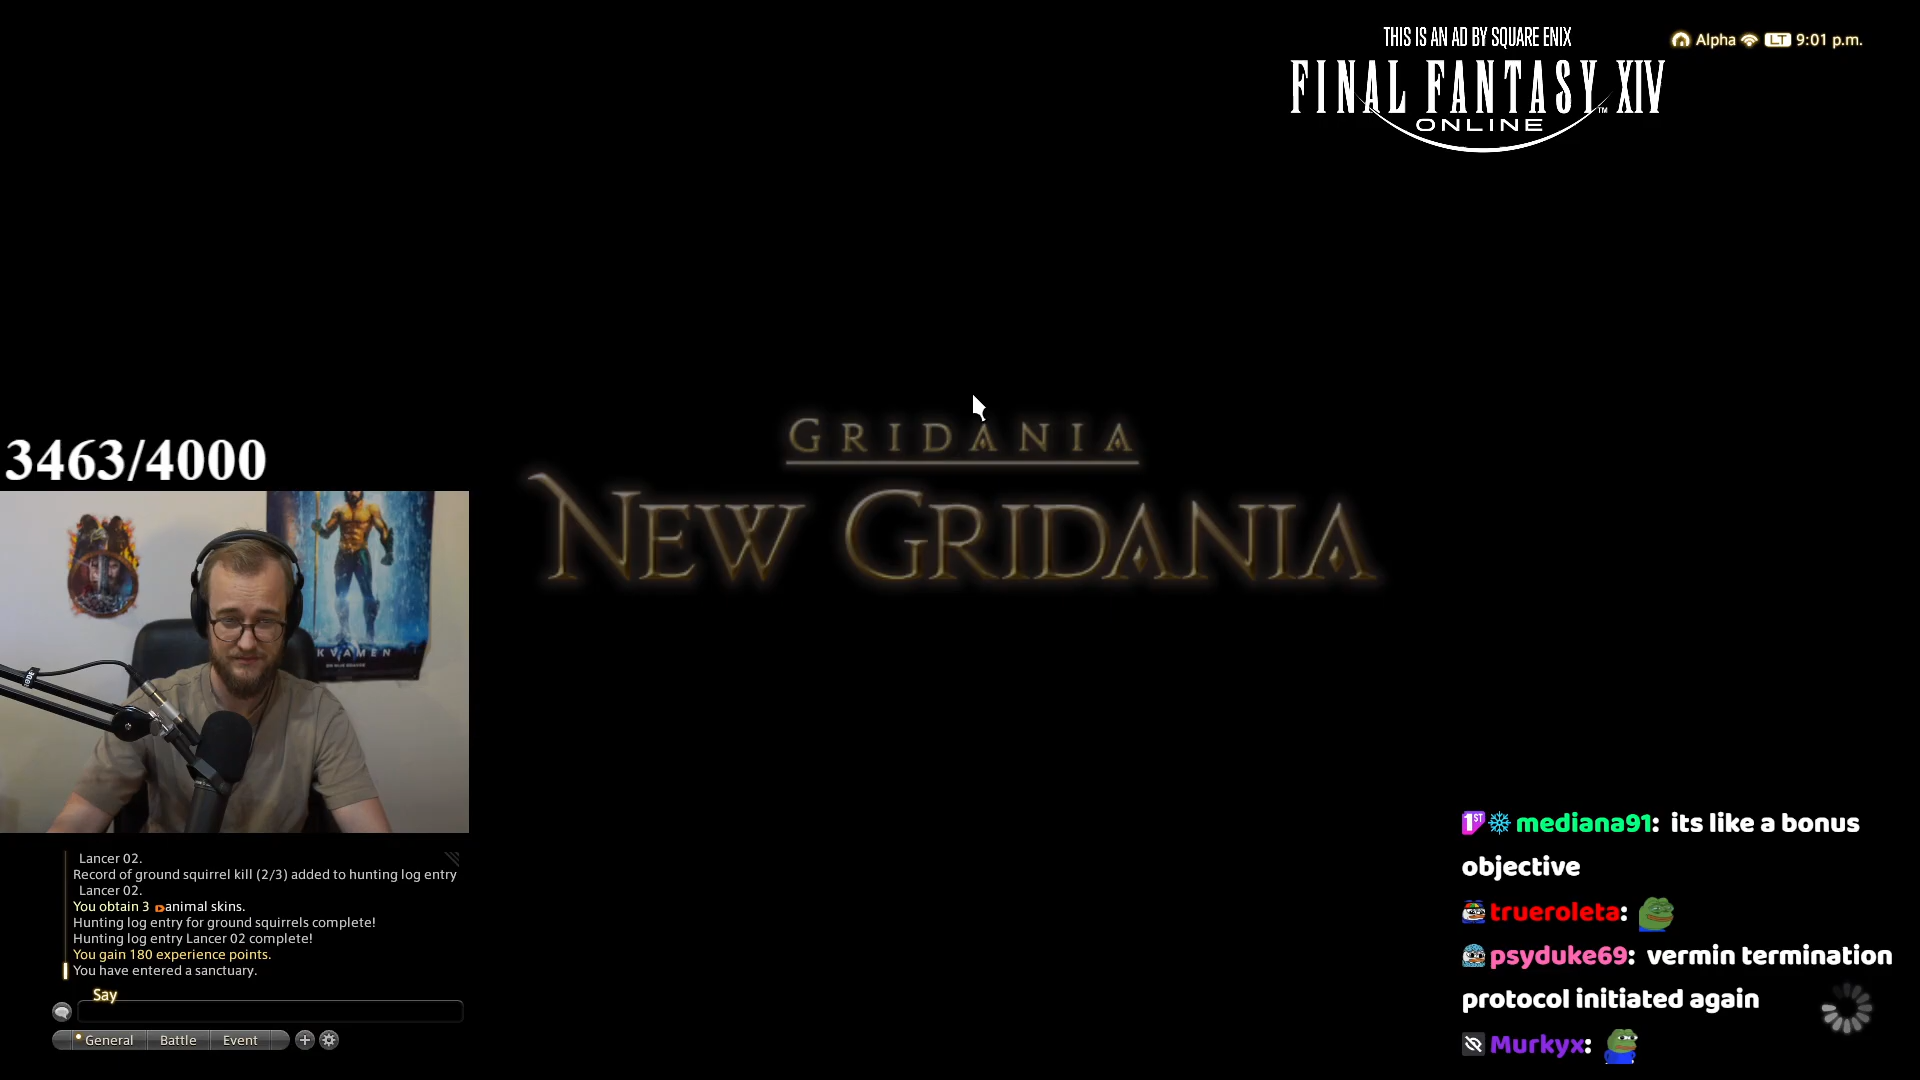 THIS IS AN AD BY SQUARE ENIX
FINAL FANTASY XIV
ONLINE
Alpha LT 9:01 p.m.
GRIDANIA
NEW GRIDANIA
3463/4000
KVAMEN
RODE
Lancer 02.
Record of ground squirrel kill (2/3) added to hunting log entry
Lancer 02.
You obtain 3 animal skins.
Hunting log entry for ground squirrels complete!
Hunting log entry Lancer 02 complete!
You gain 180 experience points.
You have entered a sanctuary.
Say
General Battle Event
1ST mediana91: its like a bonus
objective
trueroleta:
psyduke69: vermin termination
protocol initiated again
Murkyx: